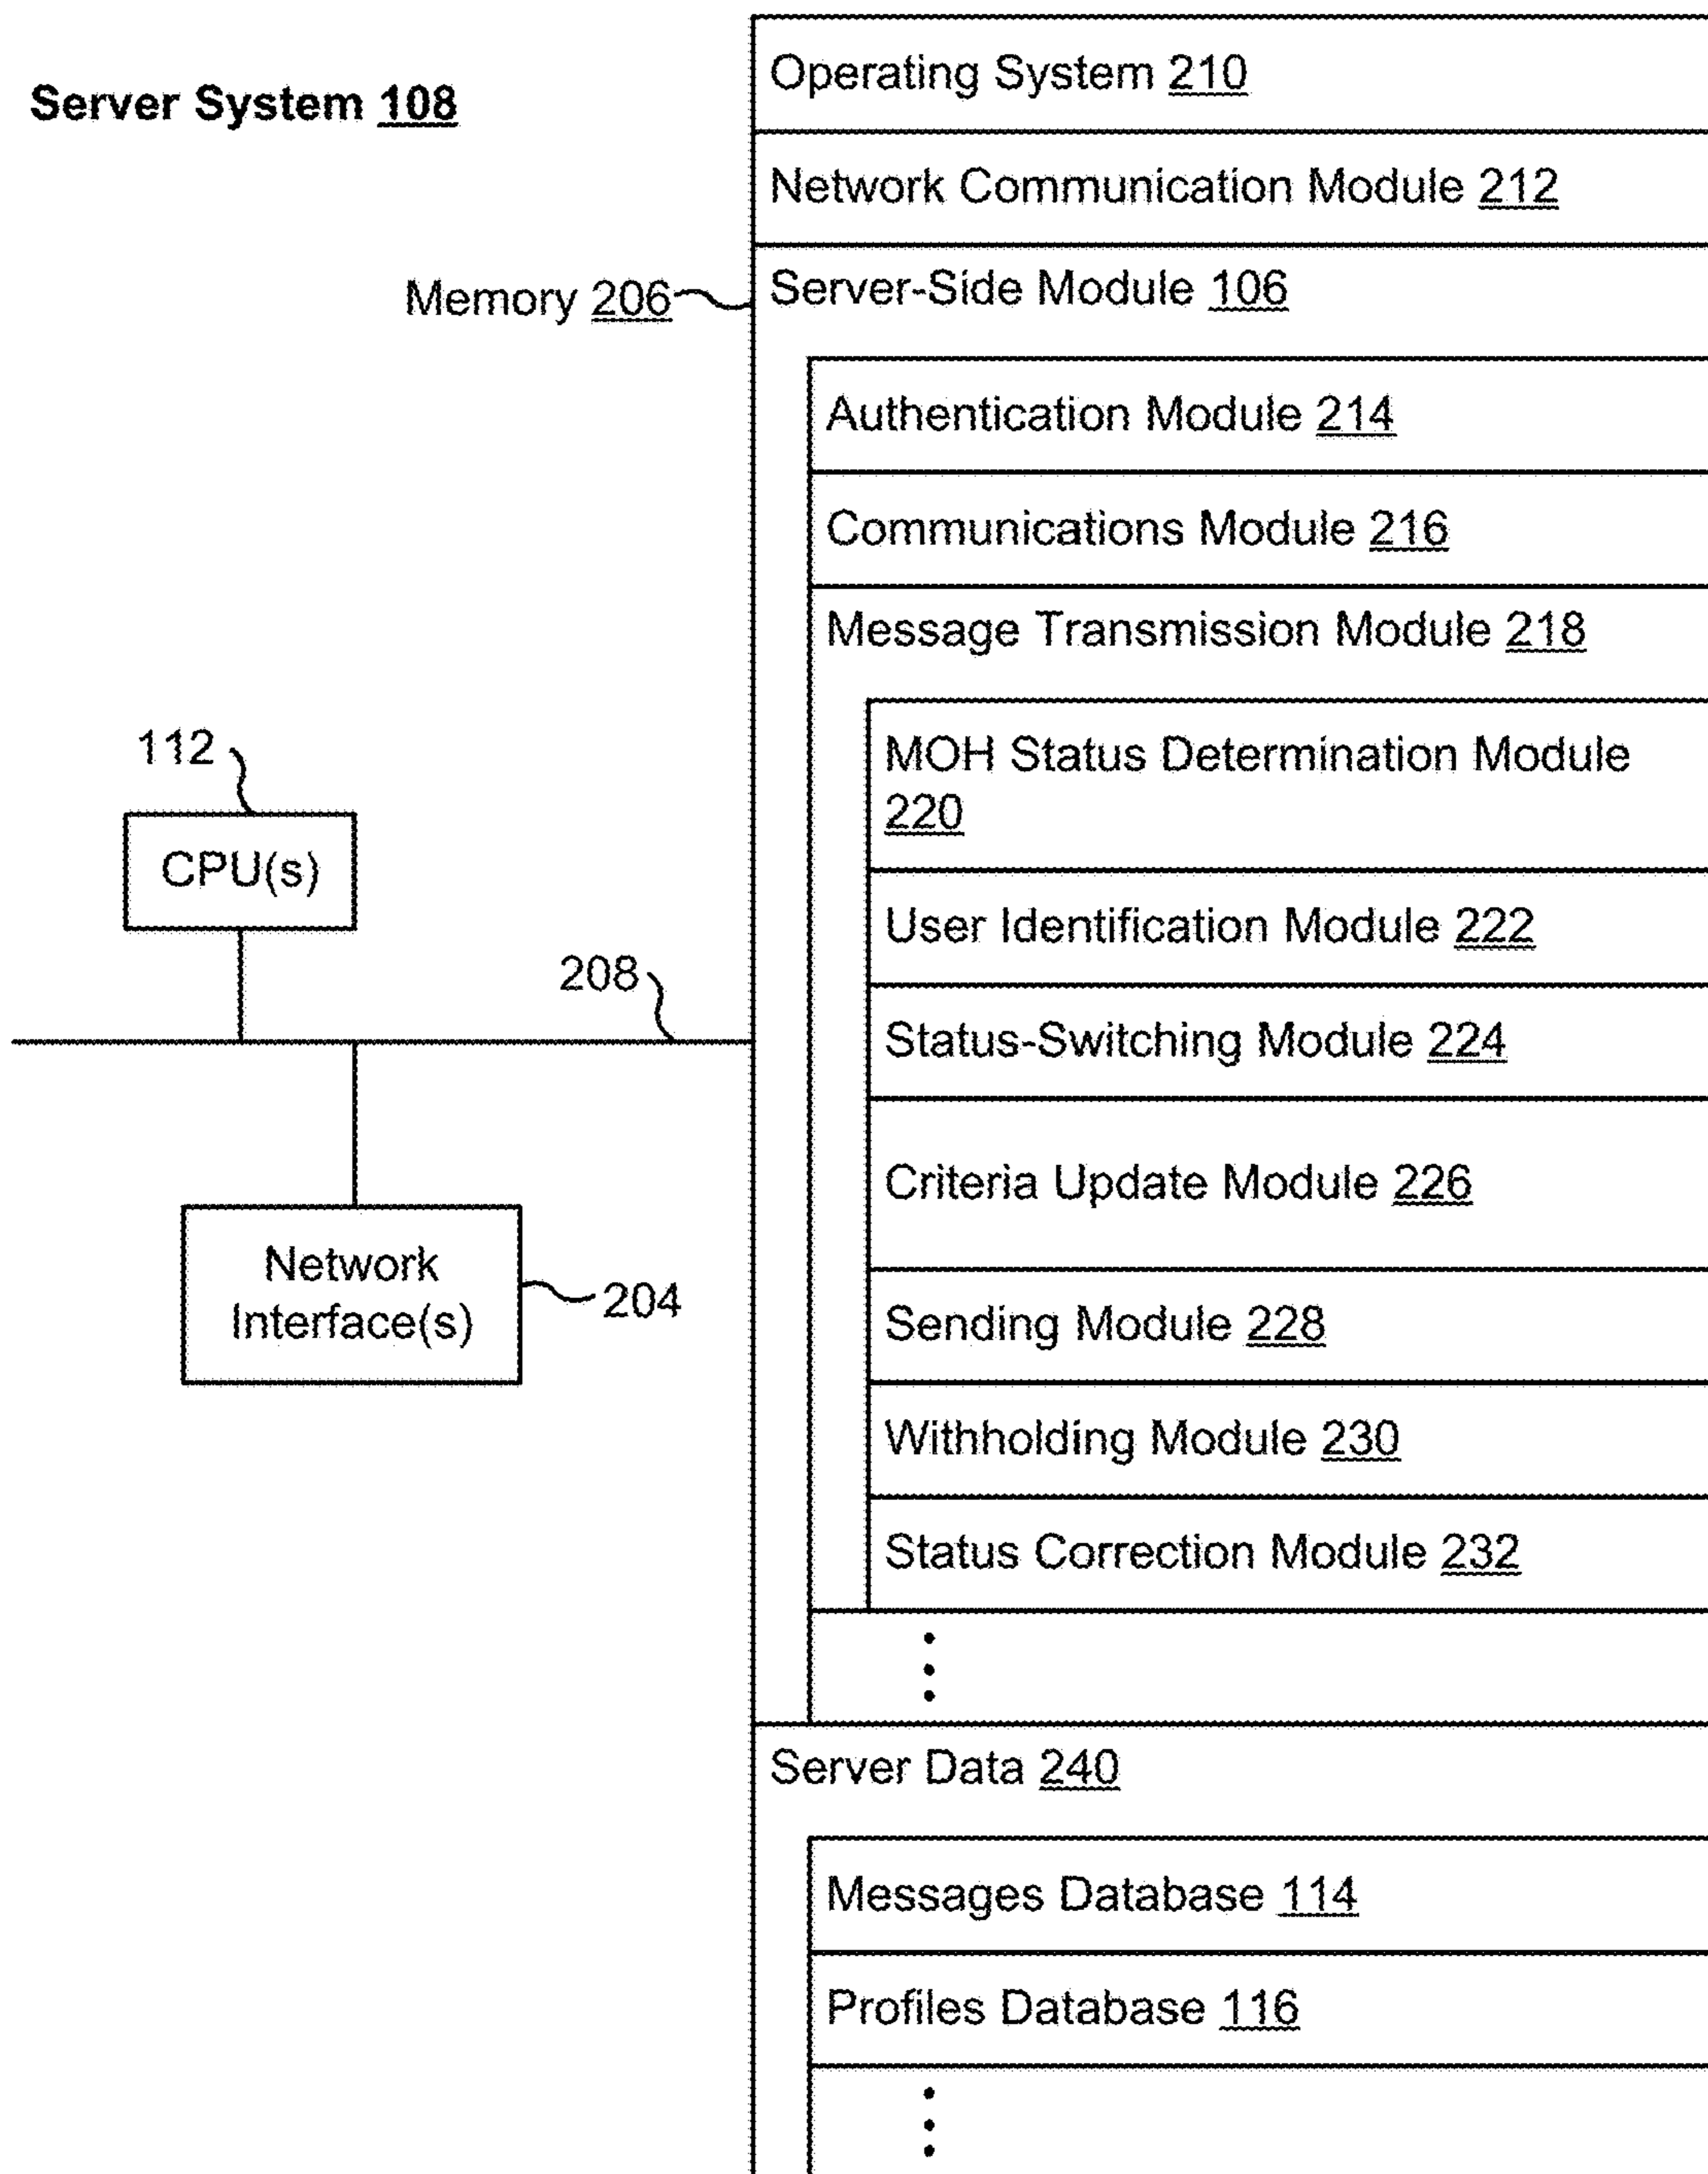 Server System 108
Operating System 210
Network Communication Module 212
Memory 206
Server-Side Module 106
Authentication Module 214
Communications Module 216
Message Transmission Module 218
MOH Status Determination Module
220
User Identification Module 222
Status-Switching Module 224
Criteria Update Module 226
Sending Module 228
Withholding Module 230
Status Correction Module 232
112
CPU(s)
208
Network
Interface(s)
204
Server Data 240
Messages Database 114
Profiles Database 116